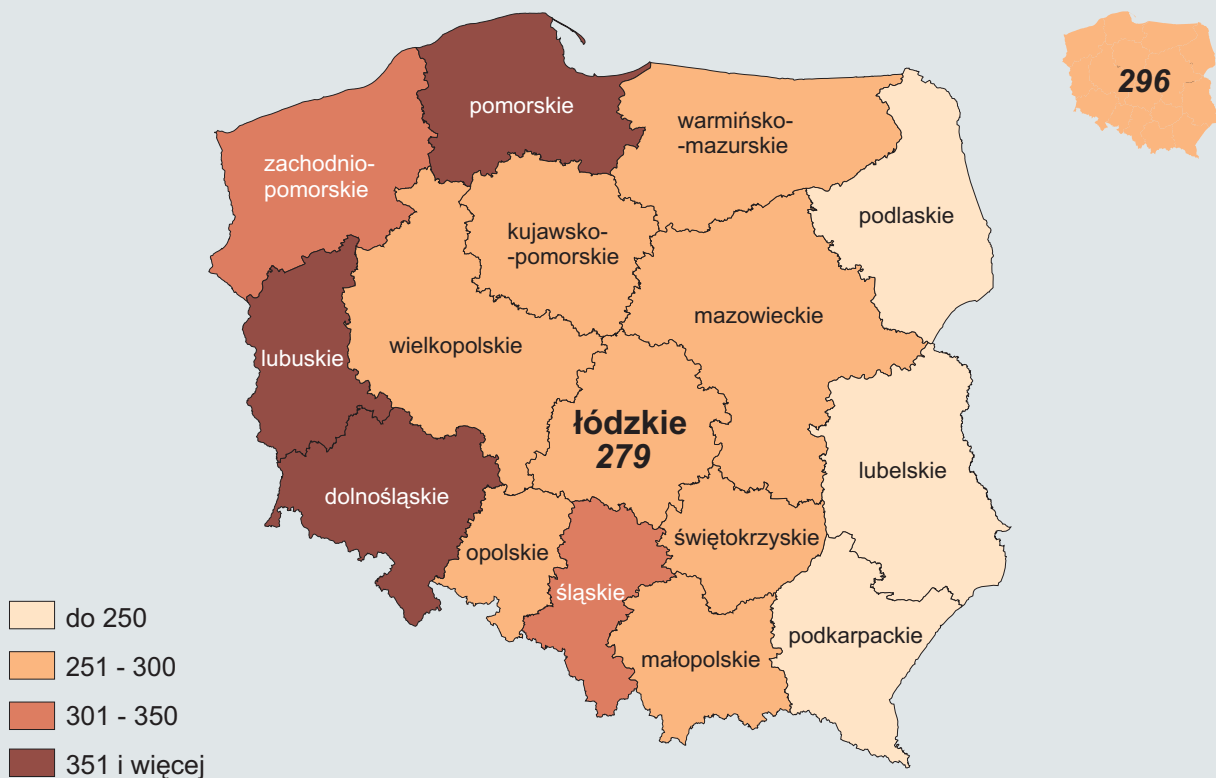 296
pomorskie
warmińsko-
-mazurskie
zachodnio-
pomorskie
podlaskie
kujawsko-
-pomorskie
mazowieckie
wielkopolskie
lubuskie
łódzkie
279
lubelskie
dolnośląskie
świętokrzyskie
opolskie
śląskie
podkarpackie
małopolskie
do 250
251 - 300
301 - 350
351 i więcej